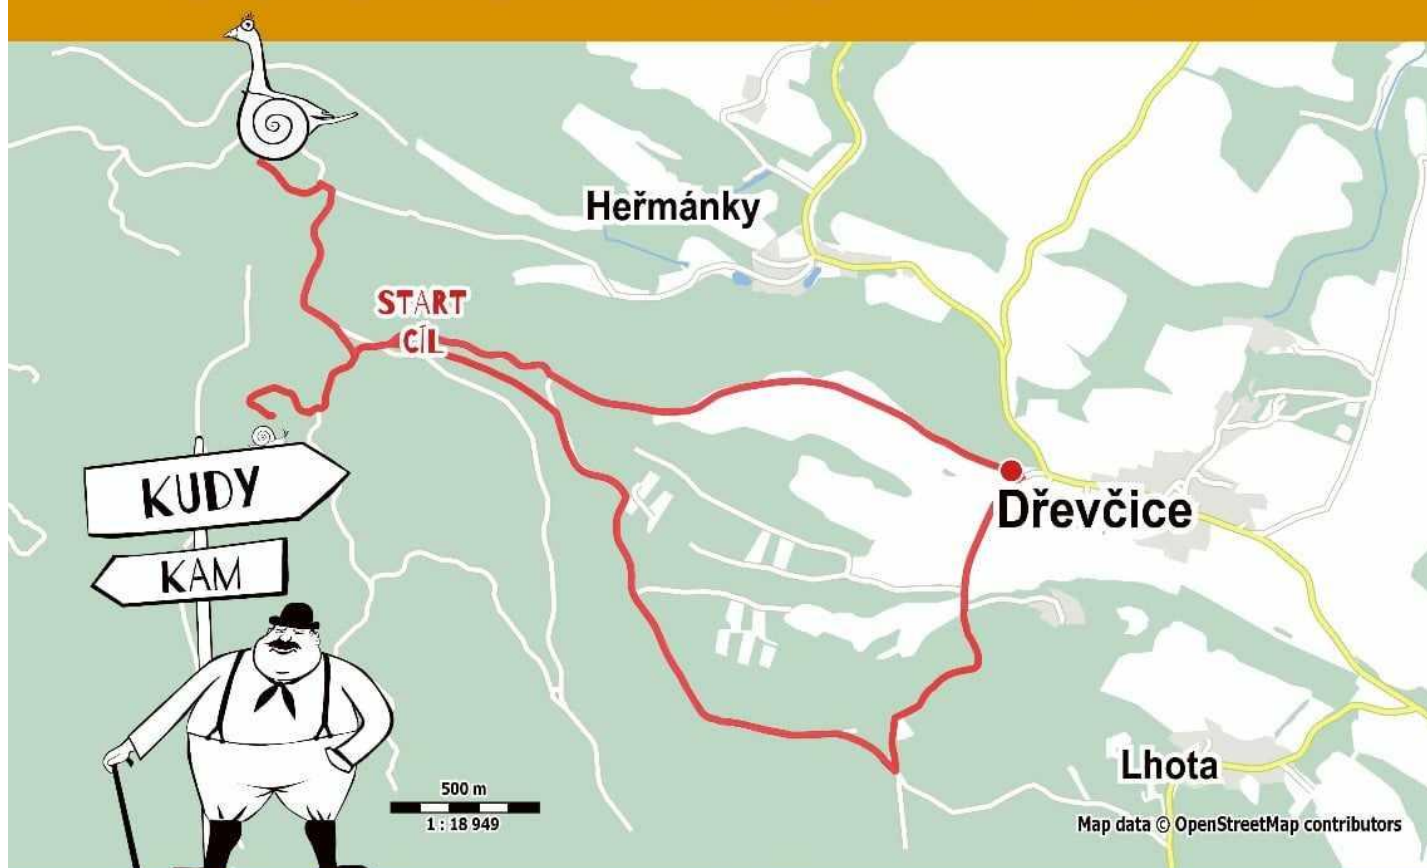 Heřmánky
START
CÍL
KUDY
KAM
Dřevčice
Lhota
500 m
1 : 18 949
Map data © OpenStreetMap contributors